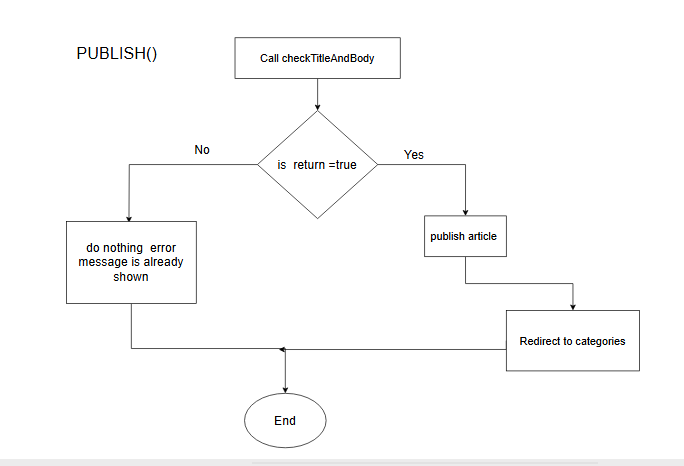 PUBLISH()
Call checkTitleAndBody
is return =true
No
Yes
do nothing error
message is already
shown
publish article
Redirect to categories
End